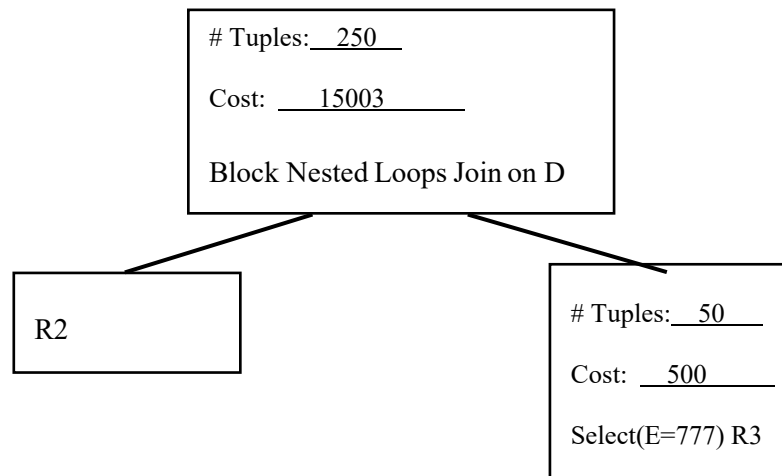 # Tuples: 250
Cost: 15003
Block Nested Loops Join on D
R2
# Tuples: 50
Cost: 500
Select(E=777) R3